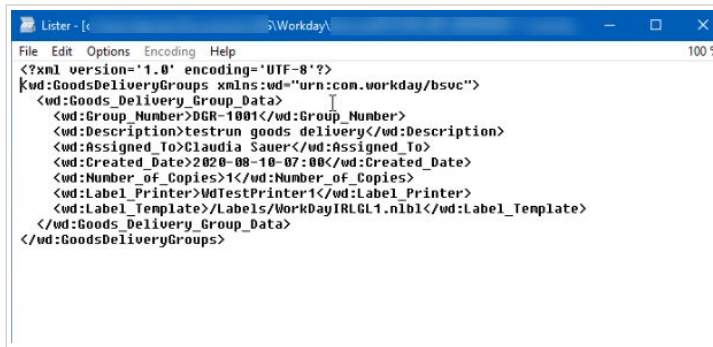 Lister - [c \Workday\
File Edit Options Encoding Help 100 %
<?xml version='1.0' encoding='UTF-8'?>
<wd:GoodsDeliveryGroups xmlns:wd="urn:com.workday/bsvc">
<wd:Goods_Delivery_Group_Data>
<wd:Group_Number>DGR-1001</wd:Group_Number>
<wd:Description>testrun goods delivery</wd:Description>
<wd:Assigned_To>Claudia Sauer</wd:Assigned_To>
<wd:Created_Date>2020-08-10-07:00</wd:Created_Date>
<wd:Number_of_Copies>1</wd:Number_of_Copies>
<wd:Label_Printer>WdTestPrinter1</wd:Label_Printer>
<wd:Label_Template>/Labels/WorkDayIRLGL1.nlbl</wd:Label_Template>
</wd:Goods_Delivery_Group_Data>
</wd:GoodsDeliveryGroups>